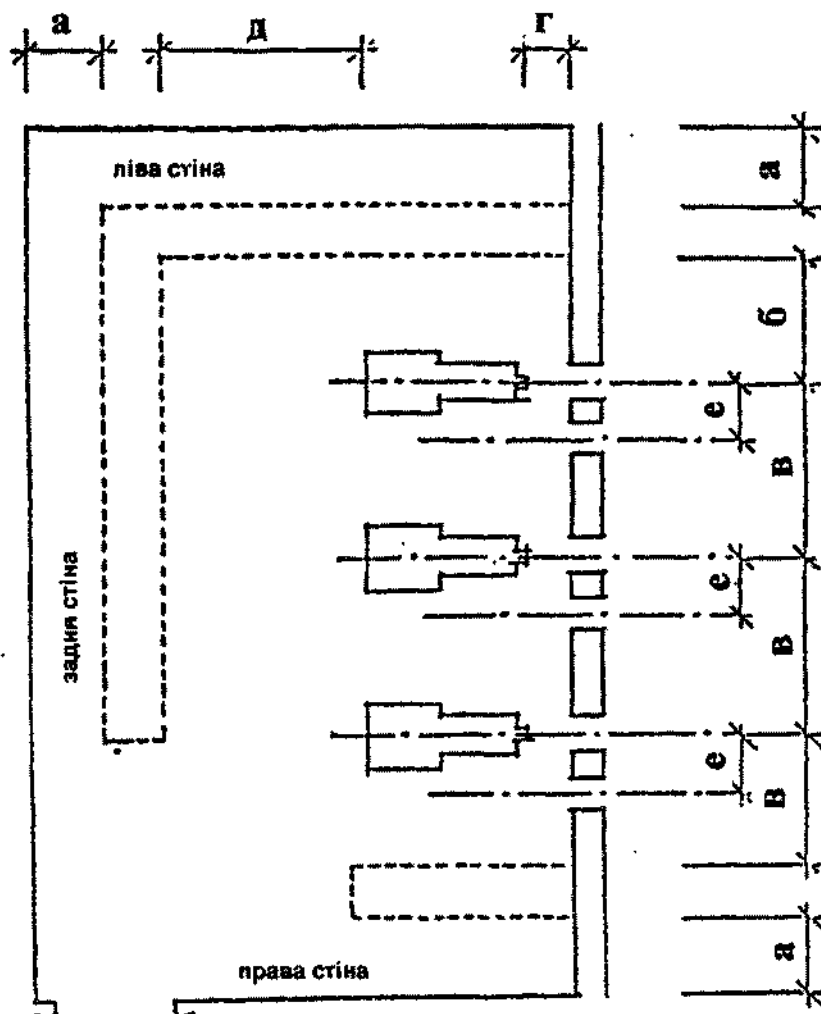 а
д
г
ліва стіна
а
б
е
в
задня стіна
е
в
е
в
права стіна
а